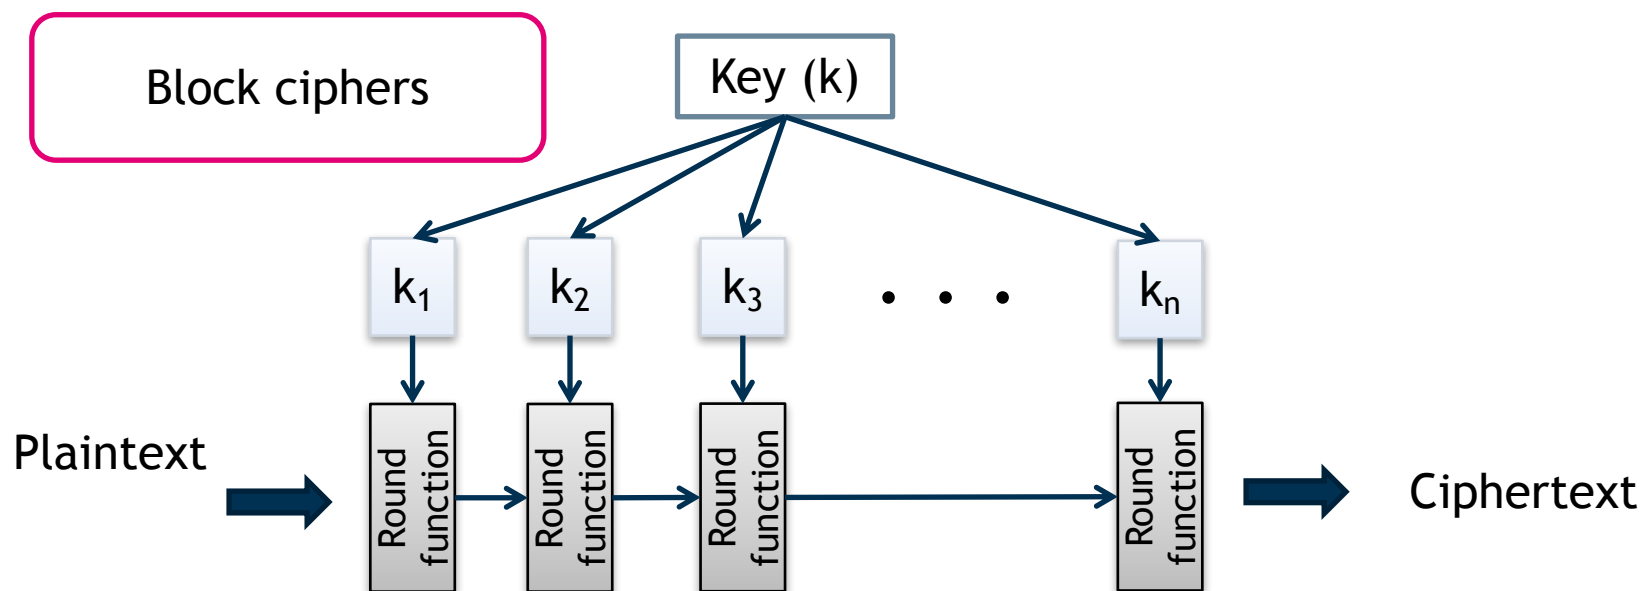 Block ciphers
Key (k)
k₁
k₂
k₃
. . .
kₙ
Plaintext
Round
function
Round
function
Round
function
Round
function
Ciphertext